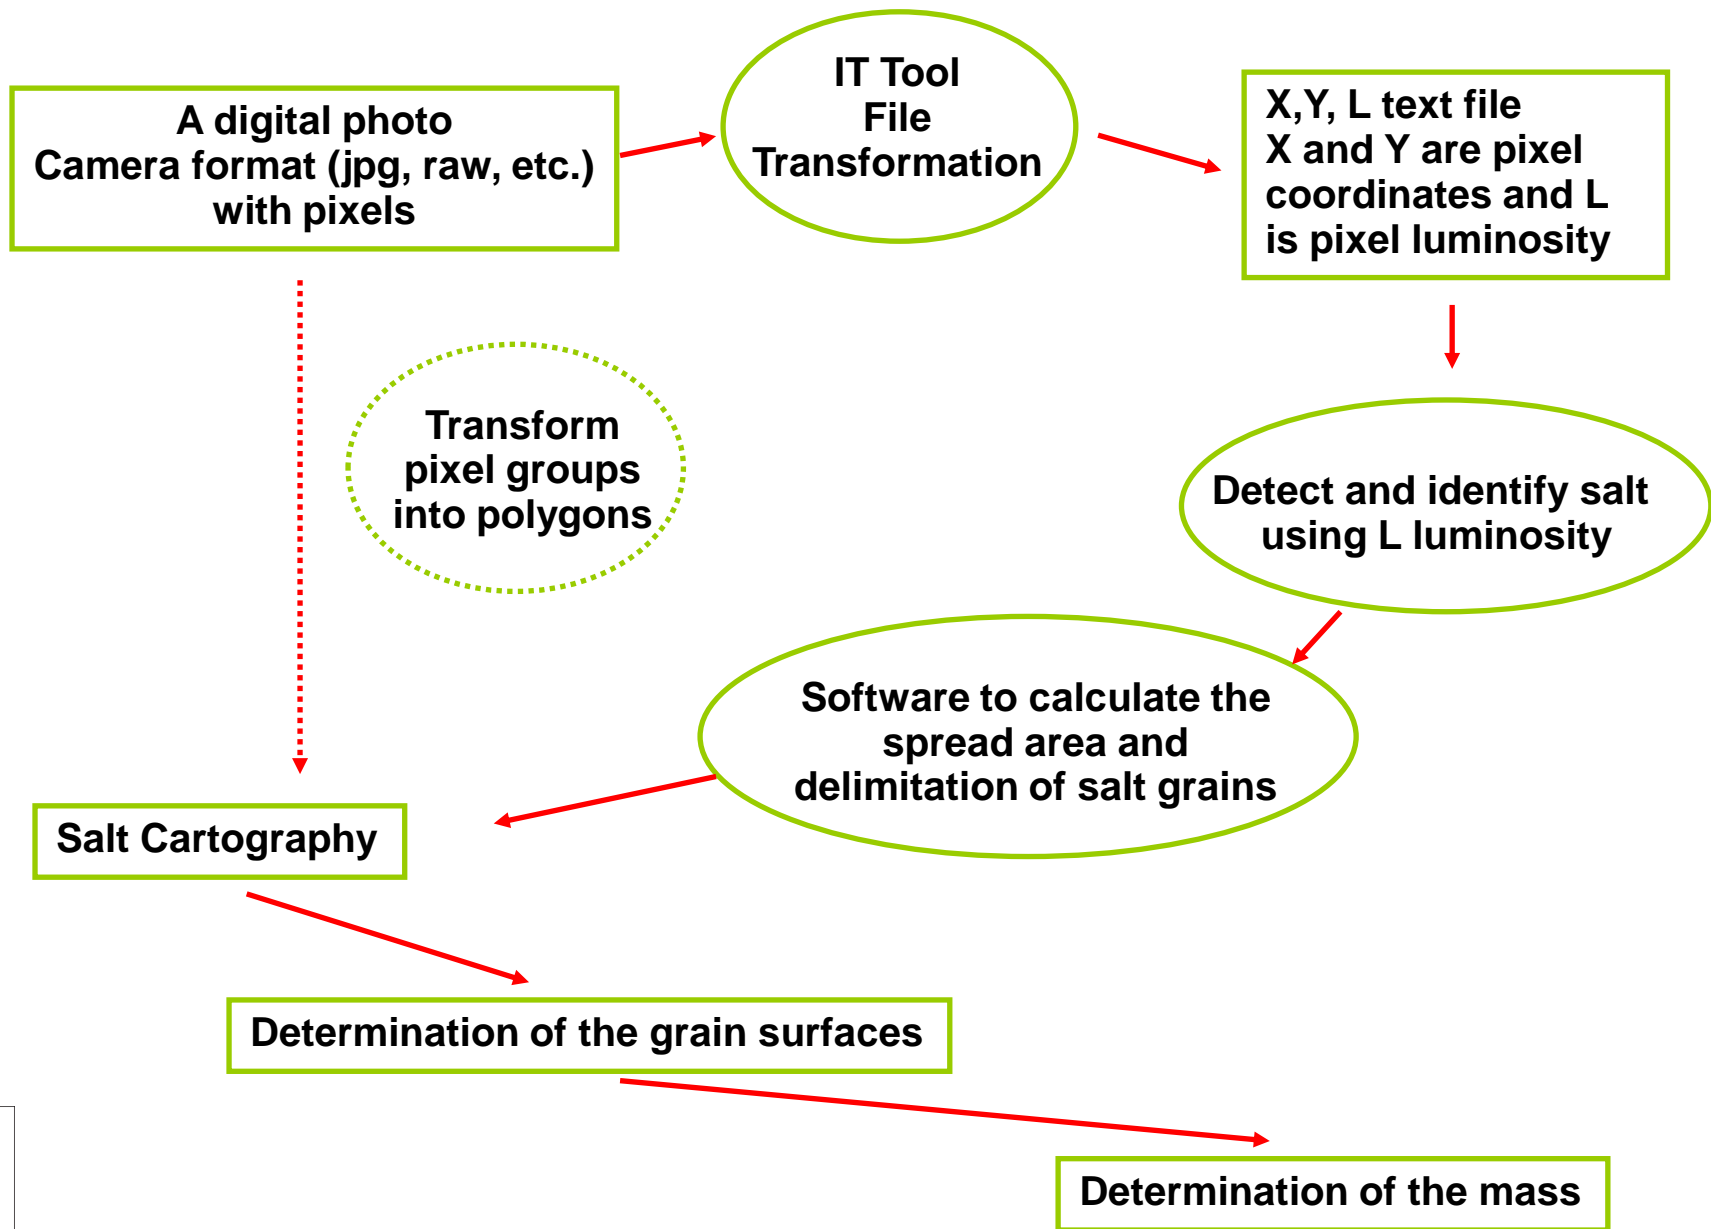 A digital photo
Camera format (jpg, raw, etc.)
with pixels
IT Tool
File
Transformation
X,Y, L text file
X and Y are pixel
coordinates and L
is pixel luminosity
Transform
pixel groups
into polygons
Detect and identify salt
using L luminosity
Software to calculate the
spread area and
delimitation of salt grains
Salt Cartography
Determination of the grain surfaces
Determination of the mass